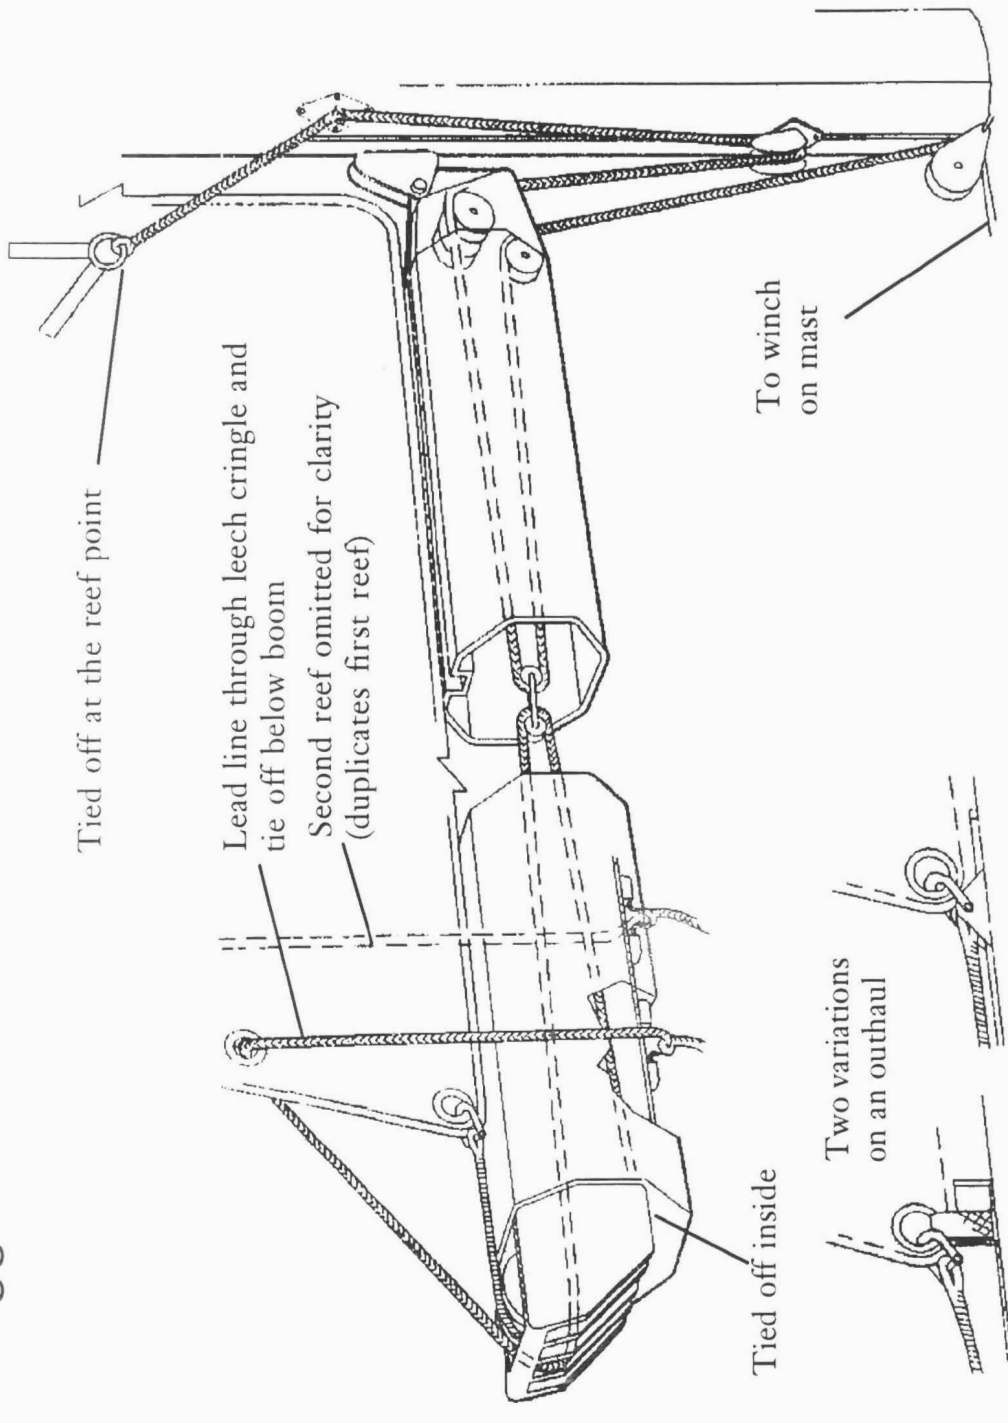 Tied off at the reef point
Lead line through leech cringle and
tie off below boom
Second reef omitted for clarity
(duplicates first reef)
To winch
on mast
Tied off inside
Two variations
on an outhaul